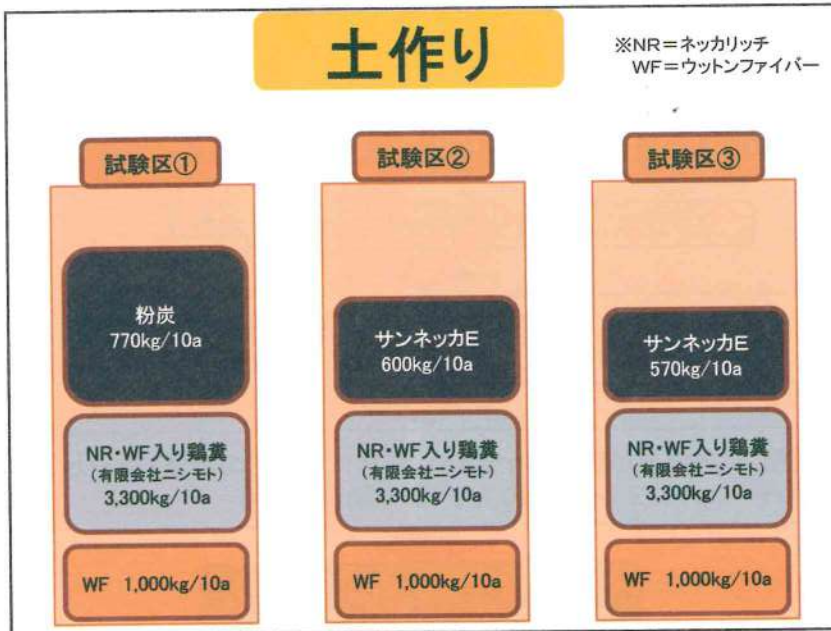 土作り
※NR=ネッカリッチ
WF=ウットンファイバー
試験区①
粉炭
770kg/10a
NR・WF入り鶏糞
(有限会社ニシモト)
3,300kg/10a
WF 1,000kg/10a
試験区②
サンネッカE
600kg/10a
NR・WF入り鶏糞
(有限会社ニシモト)
3,300kg/10a
WF 1,000kg/10a
試験区③
サンネッカE
570kg/10a
NR・WF入り鶏糞
(有限会社ニシモト)
3,300kg/10a
WF 1,000kg/10a